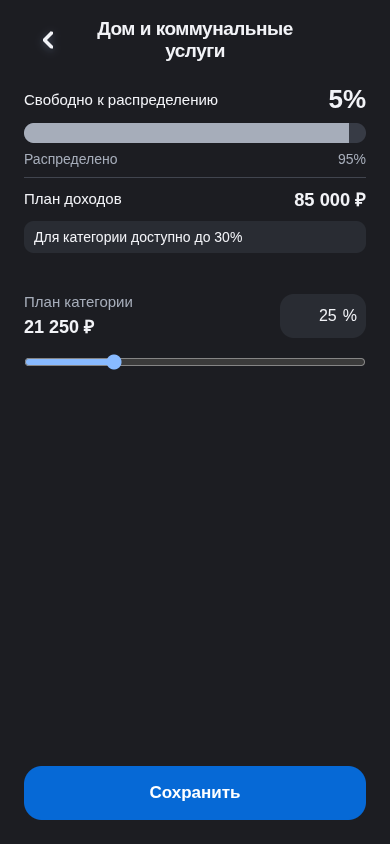 Дом и коммунальные
услуги
Свободно к распределению 5%
Распределено 95%
План доходов 85 000 ₽
Для категории доступно до 30%
План категории
21 250 ₽
25 %
Сохранить